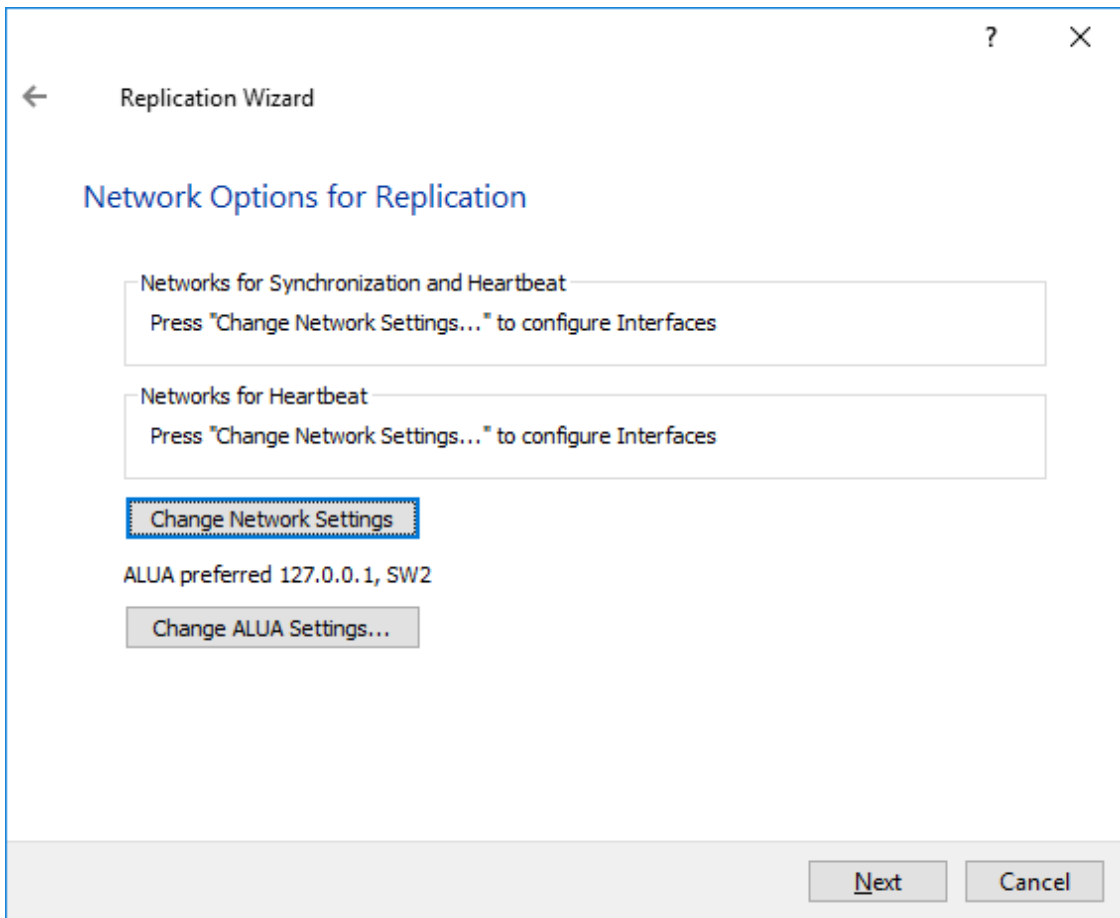 ?
Replication Wizard
Network Options for Replication
Networks for Synchronization and Heartbeat
Press "Change Network Settings..." to configure Interfaces
Networks for Heartbeat
Press "Change Network Settings..." to configure Interfaces
Change Network Settings
ALUA preferred 127.0.0.1, SW2
Change ALUA Settings...
Next Cancel